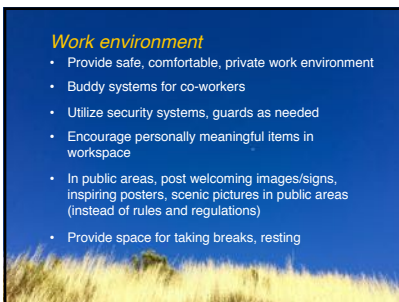 Work environment
• Provide safe, comfortable, private work environment
• Buddy systems for co-workers
• Utilize security systems, guards as needed
• Encourage personally meaningful items in
workspace
• In public areas, post welcoming images/signs,
inspiring posters, scenic pictures in public areas
(instead of rules and regulations)
• Provide space for taking breaks, resting